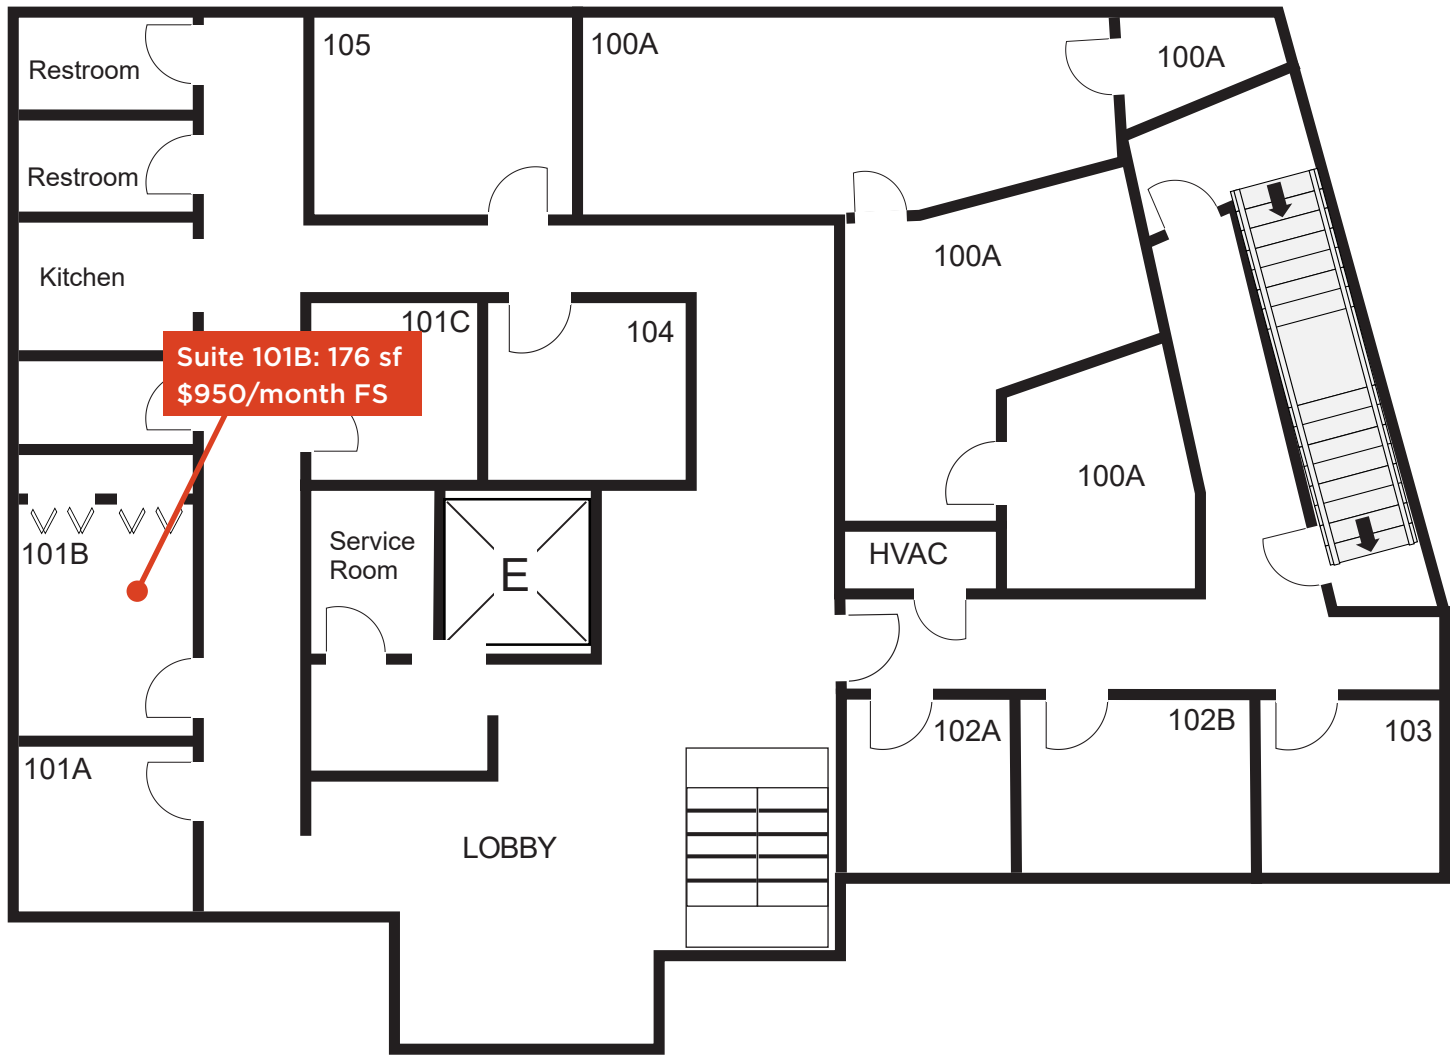 105
100A
100A
Restroom
Restroom
100A
Kitchen
101C
104
Suite 101B: 176 sf
$950/month FS
100A
101B
Service
Room
E
HVAC
102A
102B
103
101A
LOBBY